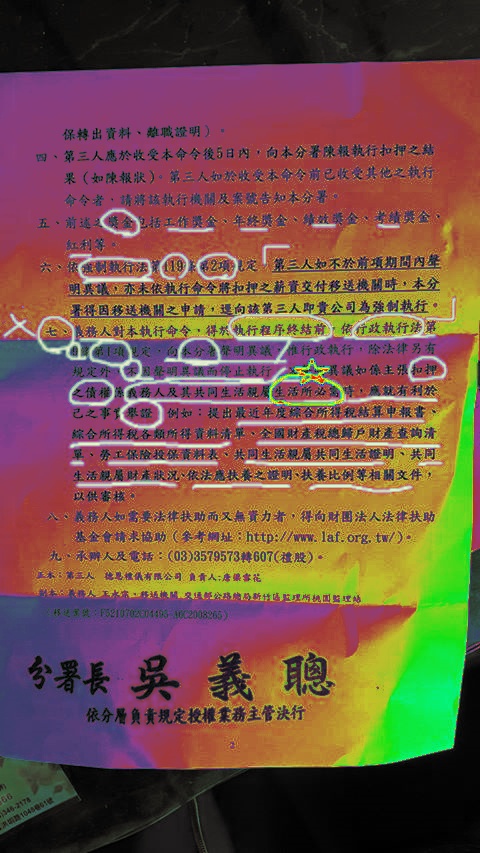 保轉出資料、離職證明)。
四、第三人應於收受本命令後5日內,向本分署陳報執行扣押之結
果(如陳報狀)。第三人如於收受本命令前已收受其他之執行
命令者,請將該執行機關及案號告知本分署。
五、前述之獎金包括工作獎金、年終獎金、績效獎金、考績獎金、
紅利等。
六、依強制執行法第119條第2項規定,第三人如不於前項期間內聲
明異議,亦未依執行命令將扣押之薪資交付移送機關時,本分
署得因移送機關之申請,逕向該第三人即貴公司為強制執行。
七、義務人對本執行命令,得於執行程序終結前,依行政執行法第
1項規定,向本分署聲明異議,惟行政執行,除法律另有
規定外,不因聲明異議而停止執行。異議如係主張扣押
之債權係義務人及其共同生活親屬生活所必需時,應就有利於
己之事實舉證,例如:提出最近年度綜合所得稅結算申報書、
綜合所得稅各類所得資料清單、全國財產稅總歸戶財產查詢清
單、勞工保險投保資料表、共同生活親屬共同生活證明、共同
生活親屬財產狀況、依法應扶養之證明、扶養比例等相關文件,
以供審核。
八、義務人如需要法律扶助而又無資力者,得向財團法人法律扶助
基金會請求協助(參考網址:http://www.laf.org.tw/)。
九、承辦人及電話:(03)3579573轉607(禮股)。
正本:第三人 德恩禮儀有限公司 負責人:唐
副本:義務人 王水、移送機關 交通部公路總局新竹區監理所桃園監理站
移送案號:
分署長 吳義聰
依分層負責規定授權業務主管決行
2